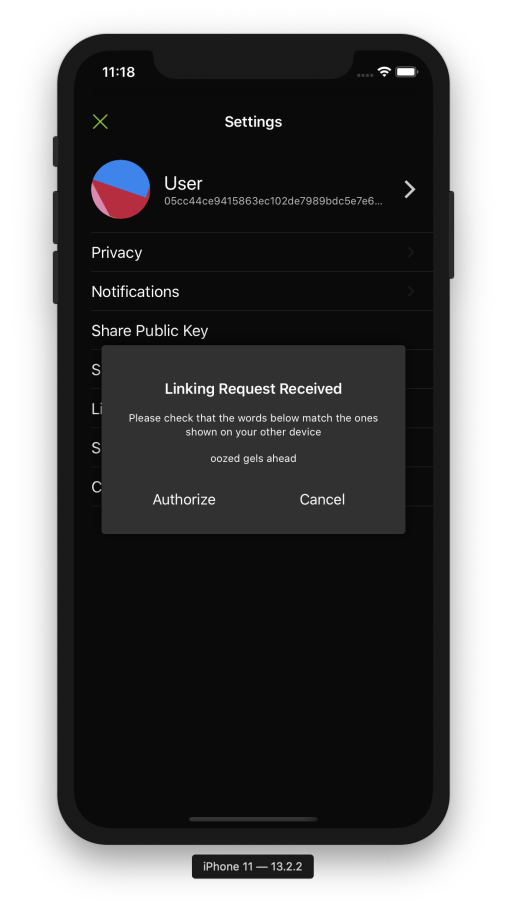 11:18
Settings
User
05cc44ce9415863ec102de7989bdc5e7e6...
Privacy
Notifications
Share Public Key
S
Li
S
C
Linking Request Received
Please check that the words below match the ones
shown on your other device
oozed gels ahead
Authorize Cancel
iPhone 11 — 13.2.2